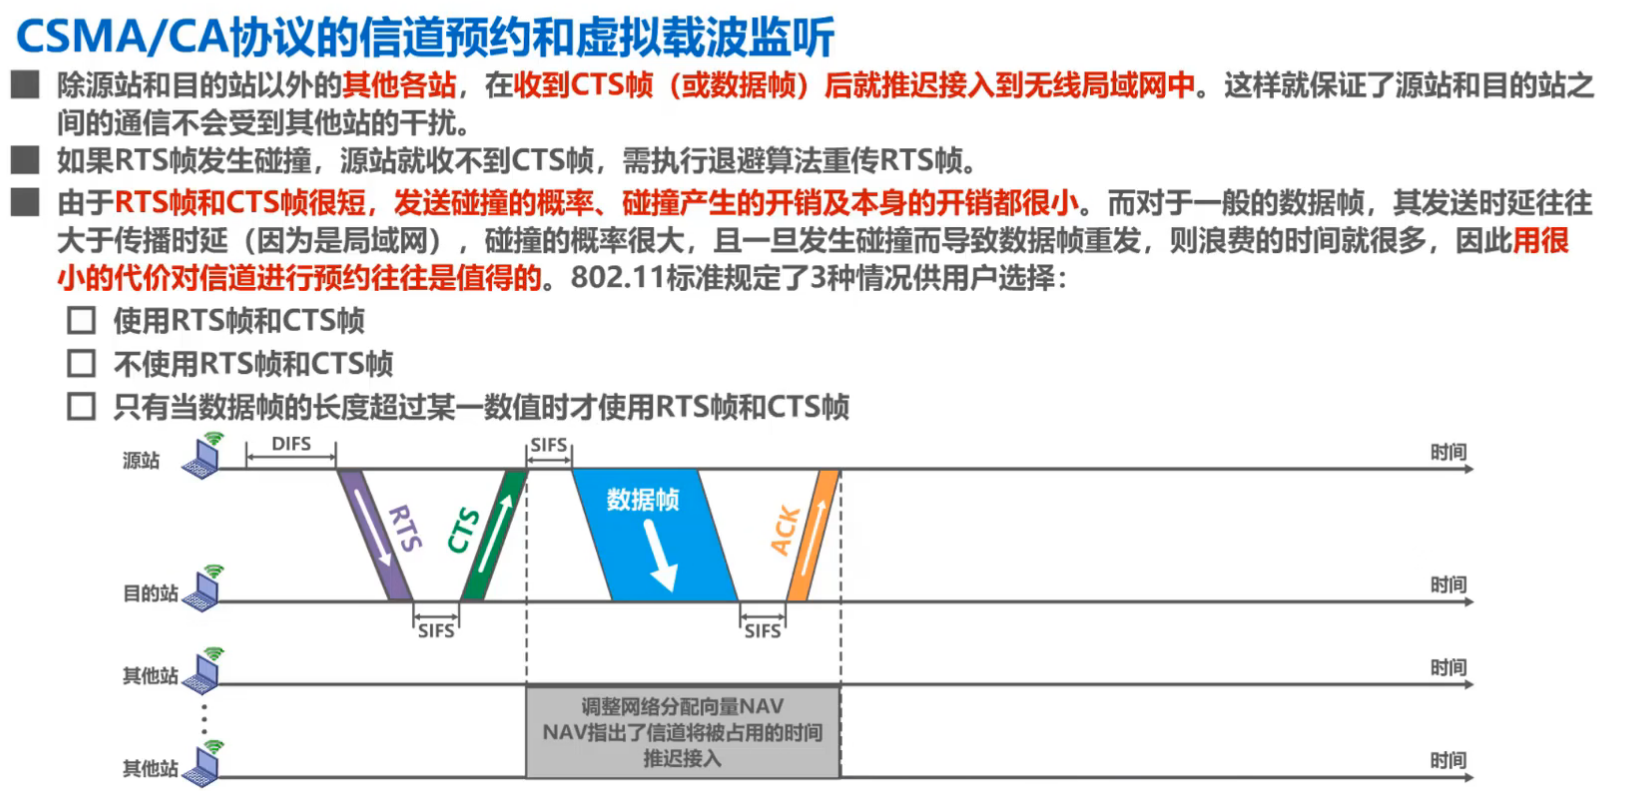 CSMA/CA协议的信道预约和虚拟载波监听
除源站和目的站以外的其他各站，在收到CTS帧（或数据帧）后就推迟接入到无线局域网中。这样就保证了源站和目的站之
间的通信不会受到其他站的干扰。
如果RTS帧发生碰撞，源站就收不到CTS帧，需执行退避算法重传RTS帧。
由于RTS帧和CTS帧很短，发送碰撞的概率、碰撞产生的开销及本身的开销都很小。而对于一般的数据帧，其发送时延往往
大于传播时延（因为是局域网），碰撞的概率很大，且一旦发生碰撞而导致数据帧重发，则浪费的时间就很多，因此用很
小的代价对信道进行预约往往是值得的。802.11标准规定了3种情况供用户选择：
使用RTS帧和CTS帧
不使用RTS帧和CTS帧
只有当数据帧的长度超过某一数值时才使用RTS帧和CTS帧
DIFS
SIFS
源站
时间
RTS
CTS
数据帧
ACK
目的站
时间
SIFS
SIFS
其他站
时间
调整网络分配向量NAV
NAV指出了信道将被占用的时间
推迟接入
其他站
时间